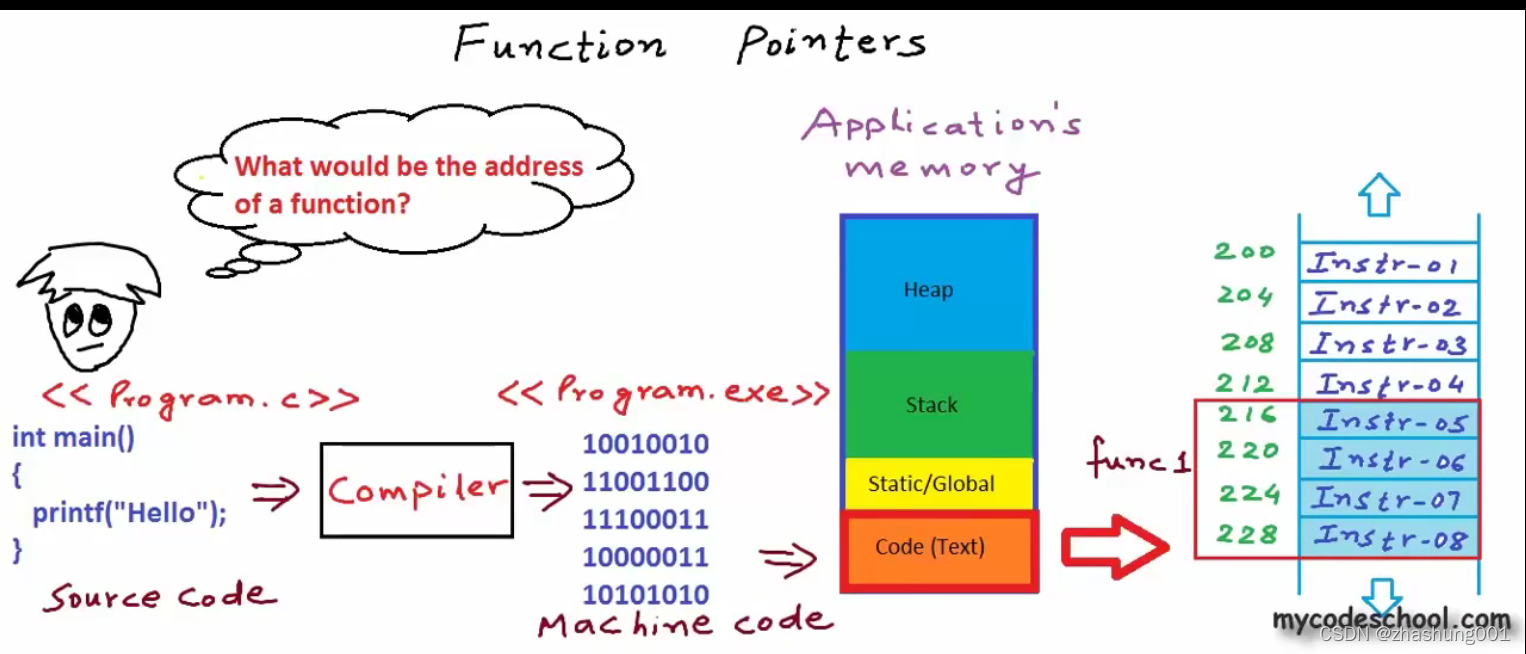 Function Pointers
What would be the address
of a function?
Application's
memory
<< Program.c>>
int main()
{
printf("Hello");
}
Source code
Compiler
<< Program.exe>>
10010010
11001100
11100011
10000011
10101010
Machine code
Heap
Stack
Static/Global
Code (Text)
func1
200 Instr-01
204 Instr-02
208 Instr-03
212 Instr-04
216 Instr-05
220 Instr-06
224 Instr-07
228 Instr-08
mycodeschool.com
CSDN @zhashung001